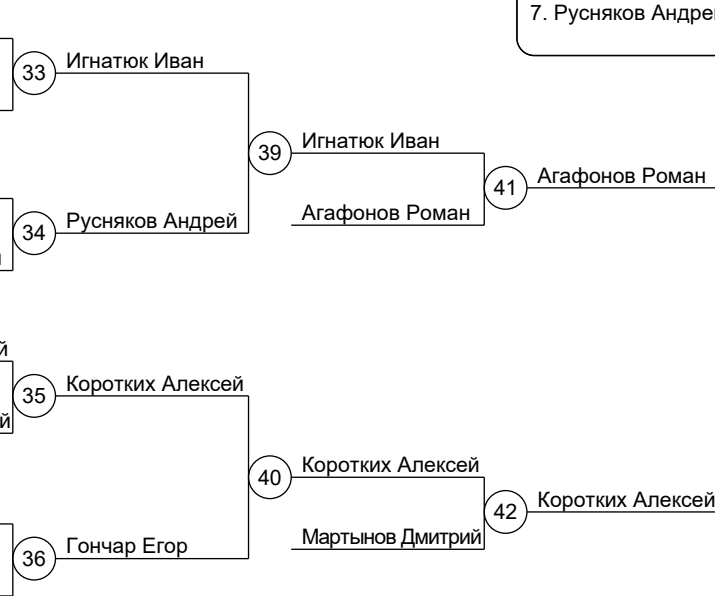 7. Русняков Андрей
33
Игнатюк Иван
39
Игнатюк Иван
41
Агафонов Роман
Агафонов Роман
34
Русняков Андрей
й
35
Коротких Алексей
й
40
Коротких Алексей
42
Коротких Алексей
Мартынов Дмитрий
36
Гончар Егор